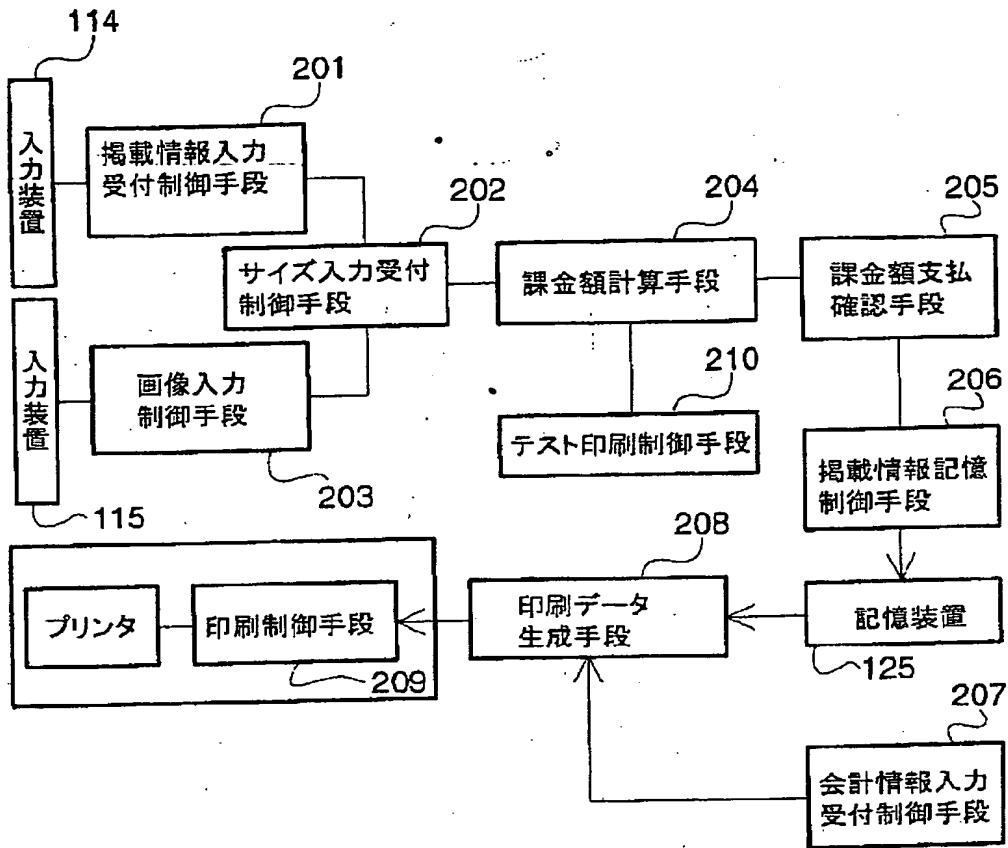 114
入力装置
201
掲載情報入力
受付制御手段
202
サイズ入力受付
制御手段
204
課金額計算手段
205
課金額支払
確認手段
入力装置
115
画像入力
制御手段
203
210
テスト印刷制御手段
206
掲載情報記憶
制御手段
プリンタ
印刷制御手段
209
208
印刷データ
生成手段
記憶装置
125
207
会計情報入力
受付制御手段